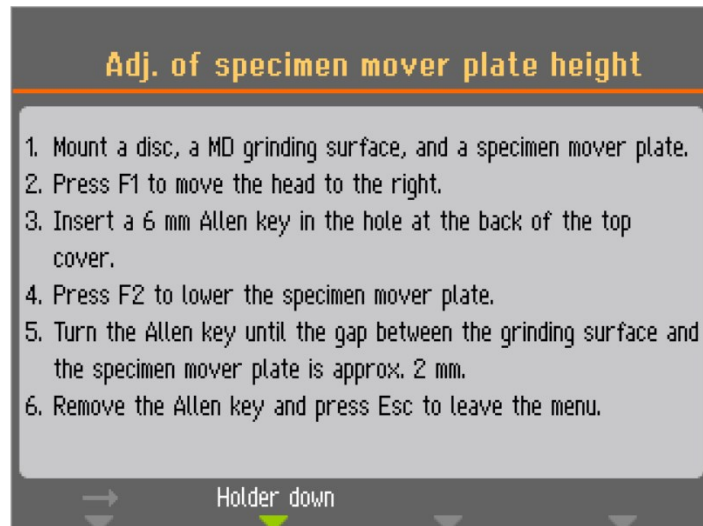 Adj. of specimen mover plate height
1. Mount a disc, a MD grinding surface, and a specimen mover plate.
2. Press F1 to move the head to the right.
3. Insert a 6 mm Allen key in the hole at the back of the top
cover.
4. Press F2 to lower the specimen mover plate.
5. Turn the Allen key until the gap between the grinding surface and
the specimen mover plate is approx. 2 mm.
6. Remove the Allen key and press Esc to leave the menu.
Holder down